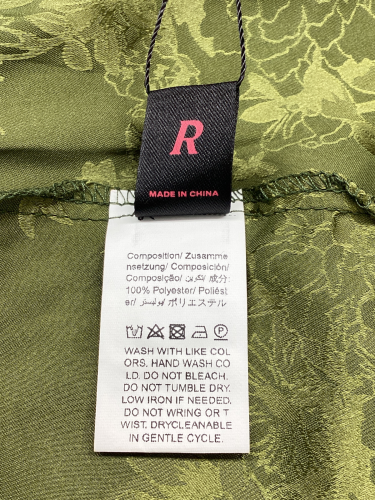 R
MADE IN CHINA
Composition/ Zusamme
nsetzung/ Composición/
Composição/ التكوين/ 成分:
100% Polyester/ Poliést
er/ بوليستر/ ポリエステル
WASH WITH LIKE COL
ORS. HAND WASH CO
LD. DO NOT BLEACH.
DO NOT TUMBLE DRY.
LOW IRON IF NEEDED.
DO NOT WRING OR T
WIST. DRYCLEANABLE
IN GENTLE CYCLE.